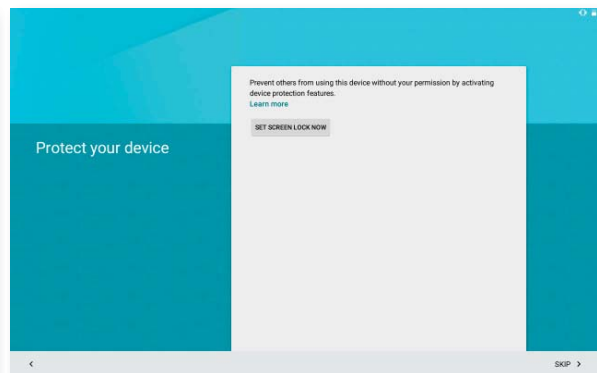 Protect your device
Prevent others from using this device without your permission by activating
device protection features.
Learn more
SET SCREEN LOCK NOW
SKIP